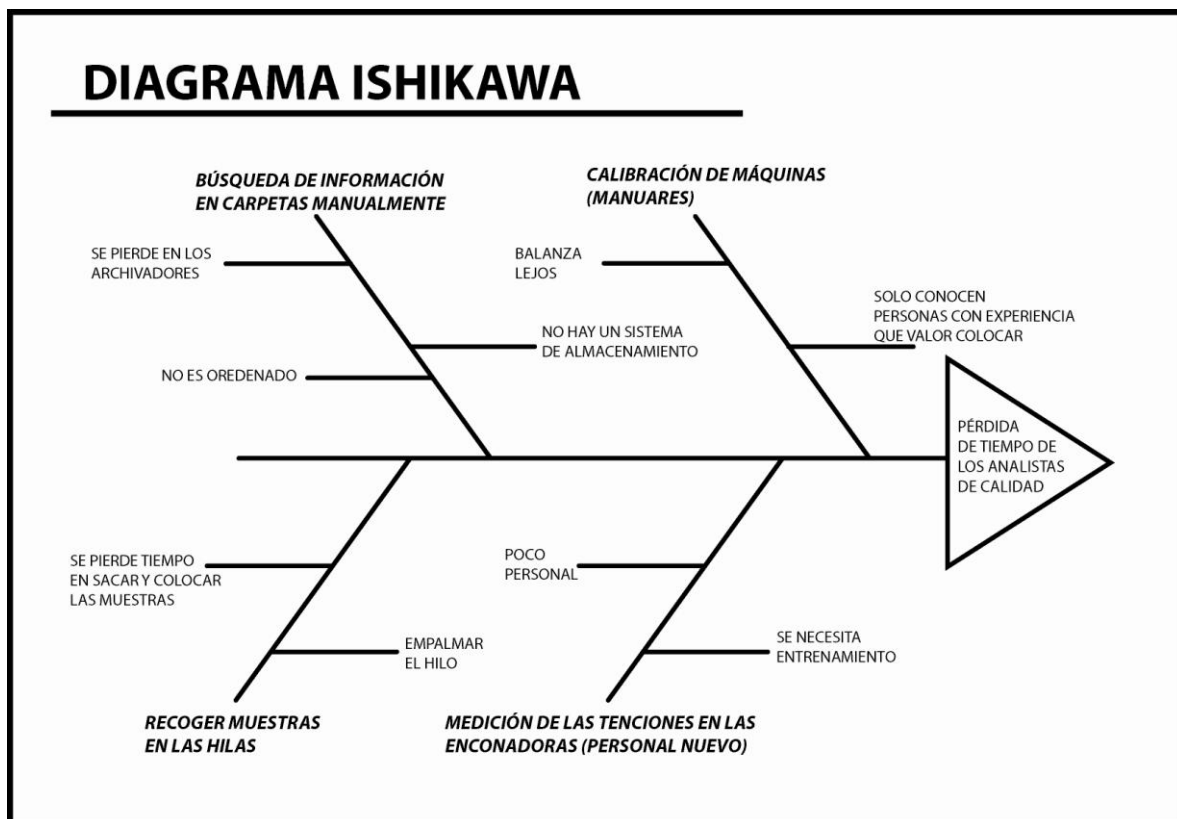 DIAGRAMA ISHIKAWA
BÚSQUEDA DE INFORMACIÓN
EN CARPETAS MANUALMENTE
CALIBRACIÓN DE MÁQUINAS
(MANUARES)
SE PIERDE EN LOS
ARCHIVADORES
BALANZA
LEJOS
SOLO CONOCEN
PERSONAS CON EXPERIENCIA
QUE VALOR COLOCAR
NO HAY UN SISTEMA
DE ALMACENAMIENTO
NO ES OREDENADO
PÉRDIDA
DE TIEMPO DE
LOS ANALISTAS
DE CALIDAD
SE PIERDE TIEMPO
EN SACAR Y COLOCAR
LAS MUESTRAS
POCO
PERSONAL
EMPALMAR
EL HILO
SE NECESITA
ENTRENAMIENTO
RECOGER MUESTRAS
EN LAS HILAS
MEDICIÓN DE LAS TENCIONES EN LAS
ENCONADORAS (PERSONAL NUEVO)